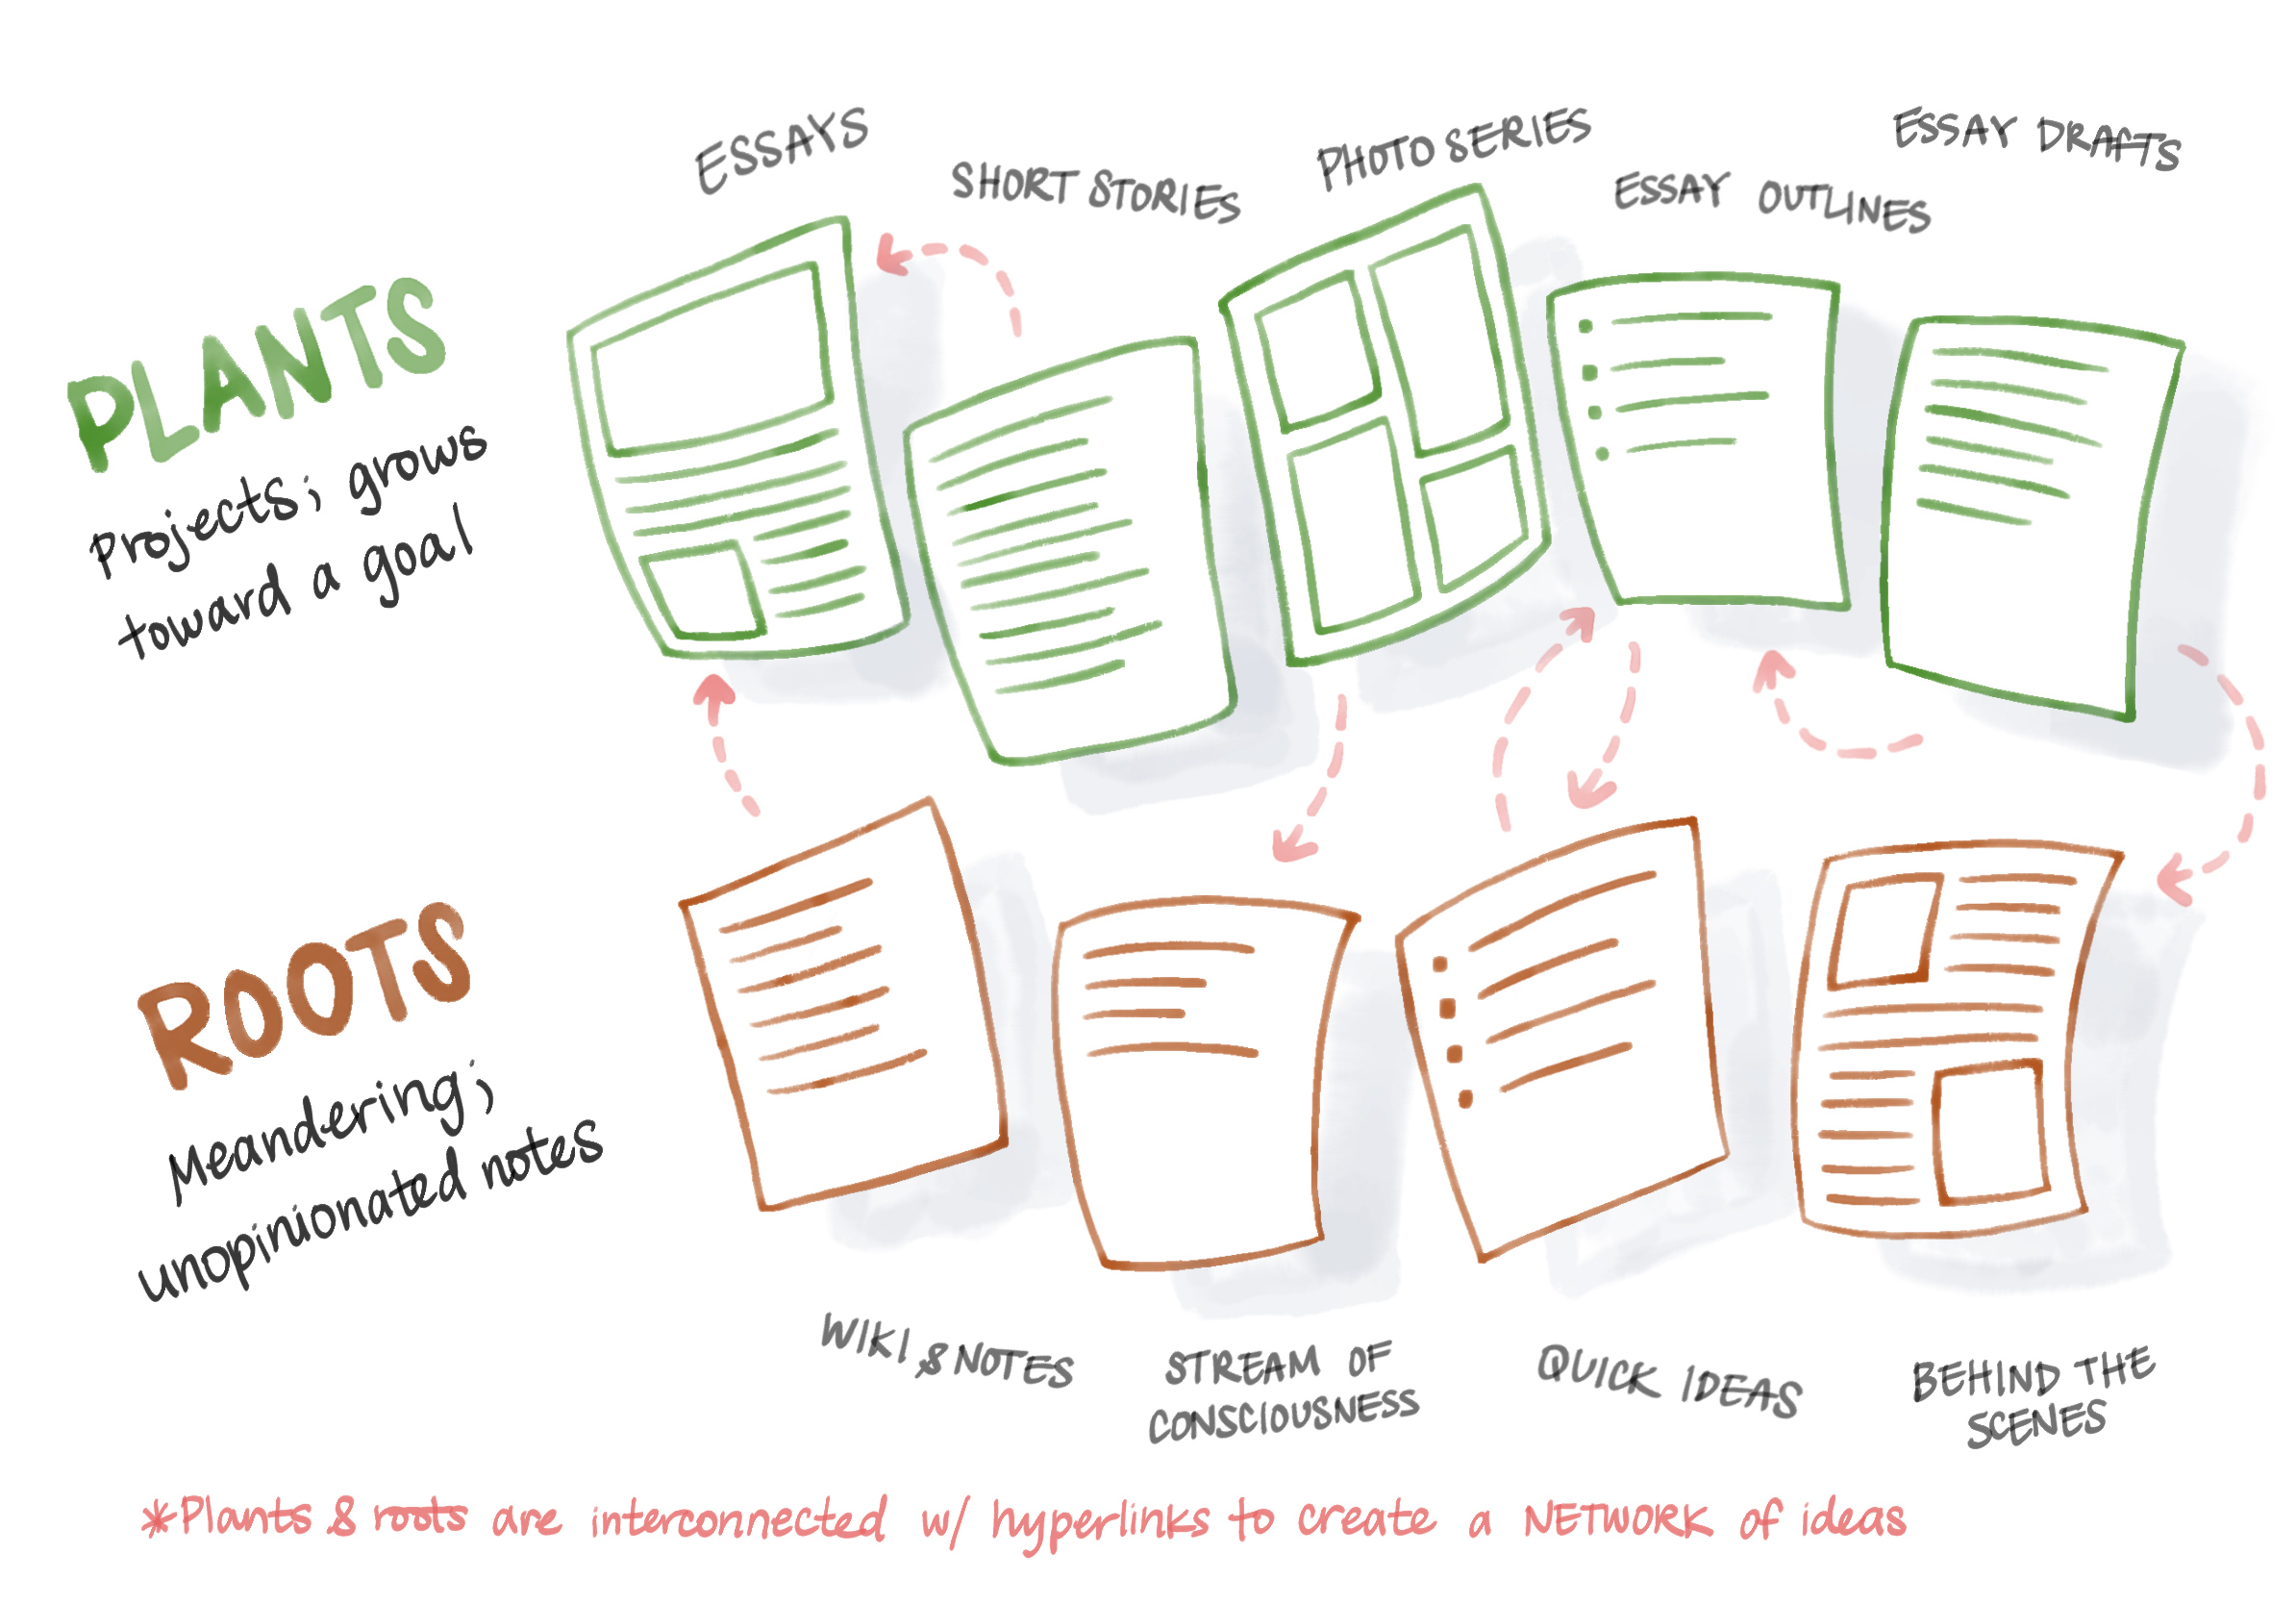 ESSAYS
SHORT STORIES
PHOTO SERIES
ESSAY OUTLINES
ESSAY DRAFTS
PLANTS
Projects; grows
toward a goal
ROOTS
Meandering;
unopinionated notes
WIKI & NOTES
STREAM OF
CONSCIOUSNESS
QUICK IDEAS
BEHIND THE
SCENES
*Plants & roots are interconnected w/ hyperlinks to create a NETWORK of ideas